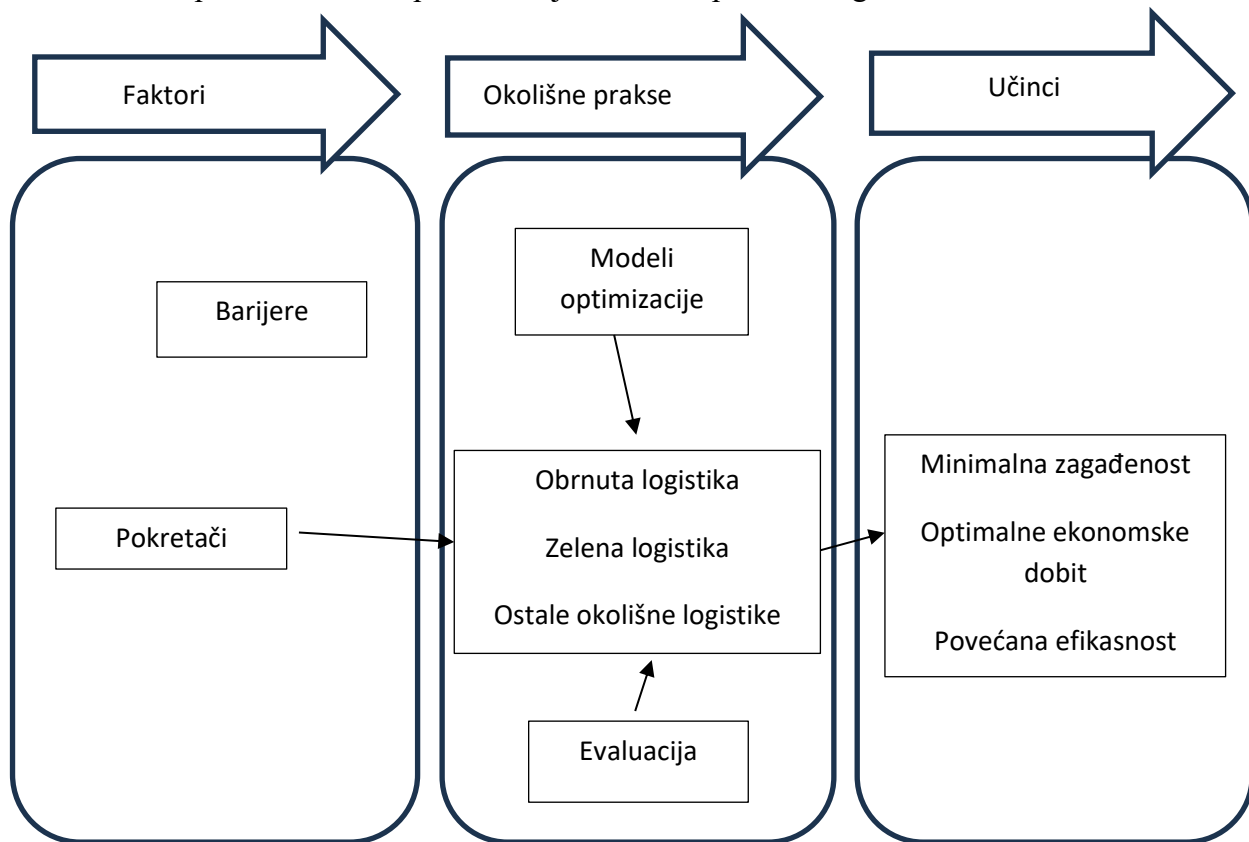 Faktori
Okolišne prakse
Učinci
Barijere
Pokretači
Modeli
optimizacije
Obrnuta logistika
Zelena logistika
Ostale okolišne logistike
Evaluacija
Minimalna zagađenost
Optimalne ekonomske
dobit
Povećana efikasnost